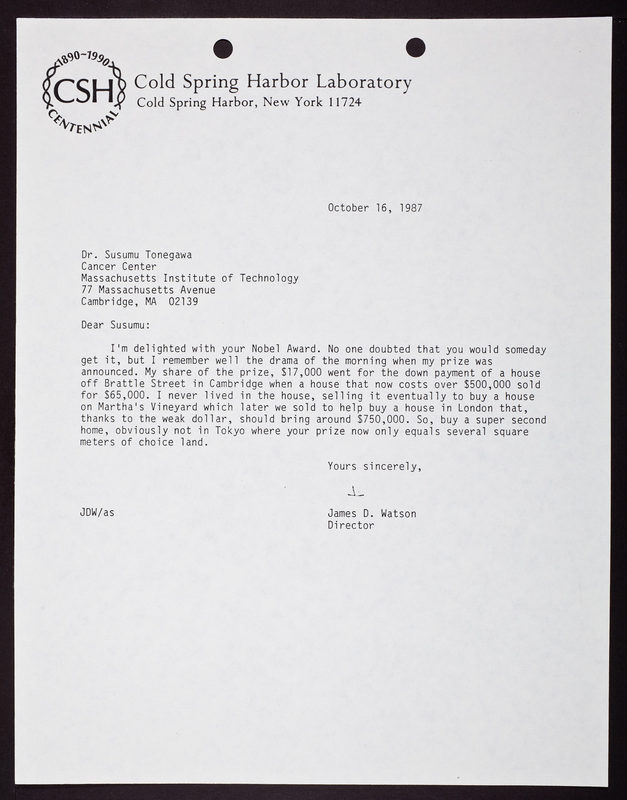 1890~1990
CSH
CENTENNIAL
Cold Spring Harbor Laboratory
Cold Spring Harbor, New York 11724
October 16, 1987
Dr. Susumu Tonegawa
Cancer Center
Massachusetts Institute of Technology
77 Massachusetts Avenue
Cambridge, MA 02139
Dear Susumu:
I'm delighted with your Nobel Award. No one doubted that you would someday
get it, but I remember well the drama of the morning when my prize was
announced. My share of the prize, $17,000 went for the down payment of a house
off Brattle Street in Cambridge when a house that now costs over $500,000 sold
for $65,000. I never lived in the house, selling it eventually to buy a house
on Martha's Vineyard which later we sold to help buy a house in London that,
thanks to the weak dollar, should bring around $750,000. So, buy a super second
home, obviously not in Tokyo where your prize now only equals several square
meters of choice land.
Yours sincerely,
JDW/as
James D. Watson
Director